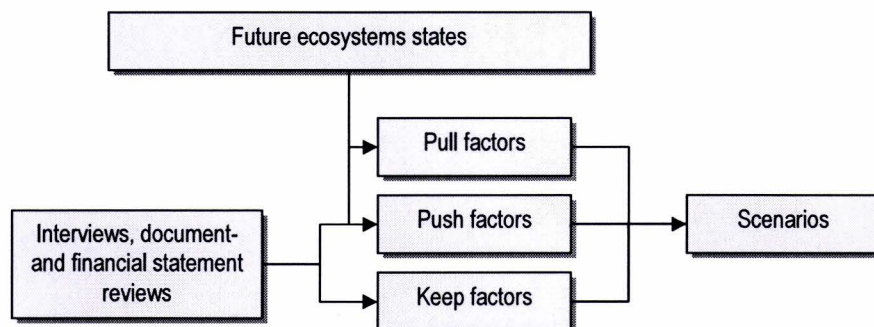 Future ecosystems states
Pull factors
Push factors
Scenarios
Interviews, document-
and financial statement
reviews
Keep factors